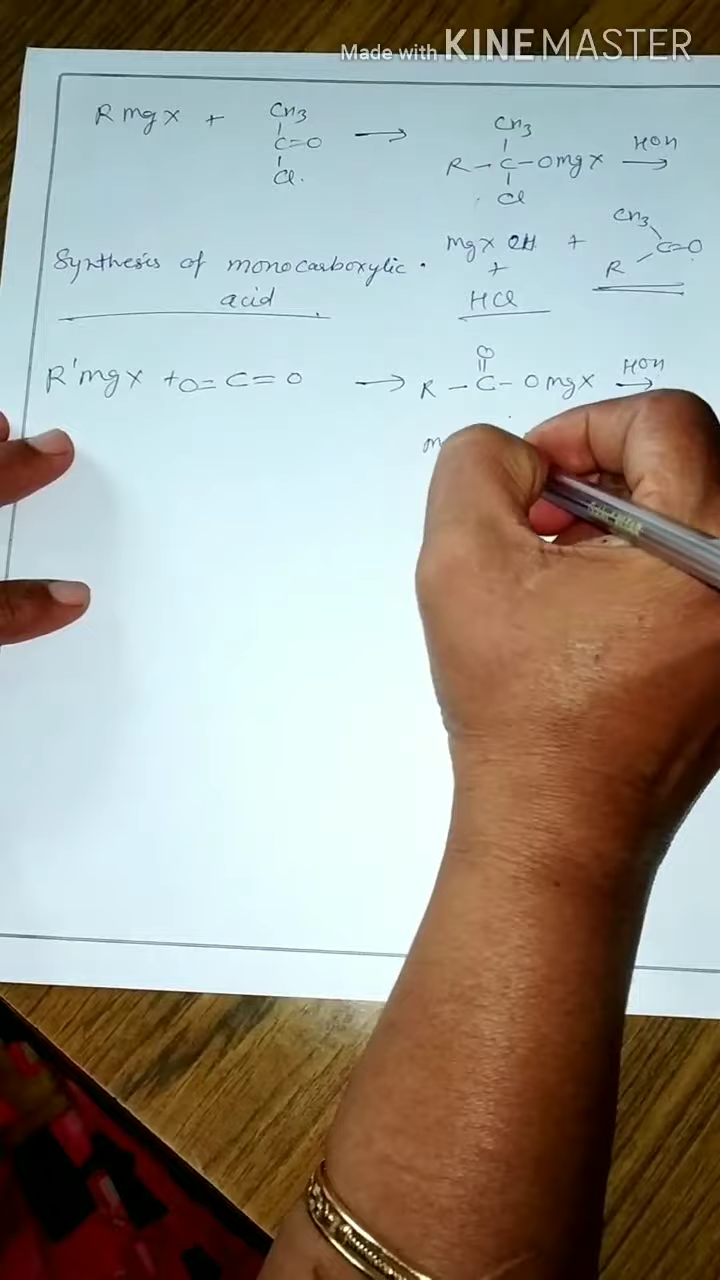 Made with KINEMASTER
RmgX + CH3
C=O
Cl.
→ CH3
R-C-OmgX HOH →
Cl
mgX OH + CH3
R C=O
+
HCl
Synthesis of monocarboxylic.
acid
R'mgX + O=C=O → R-C-OmgX HOH →
O
m